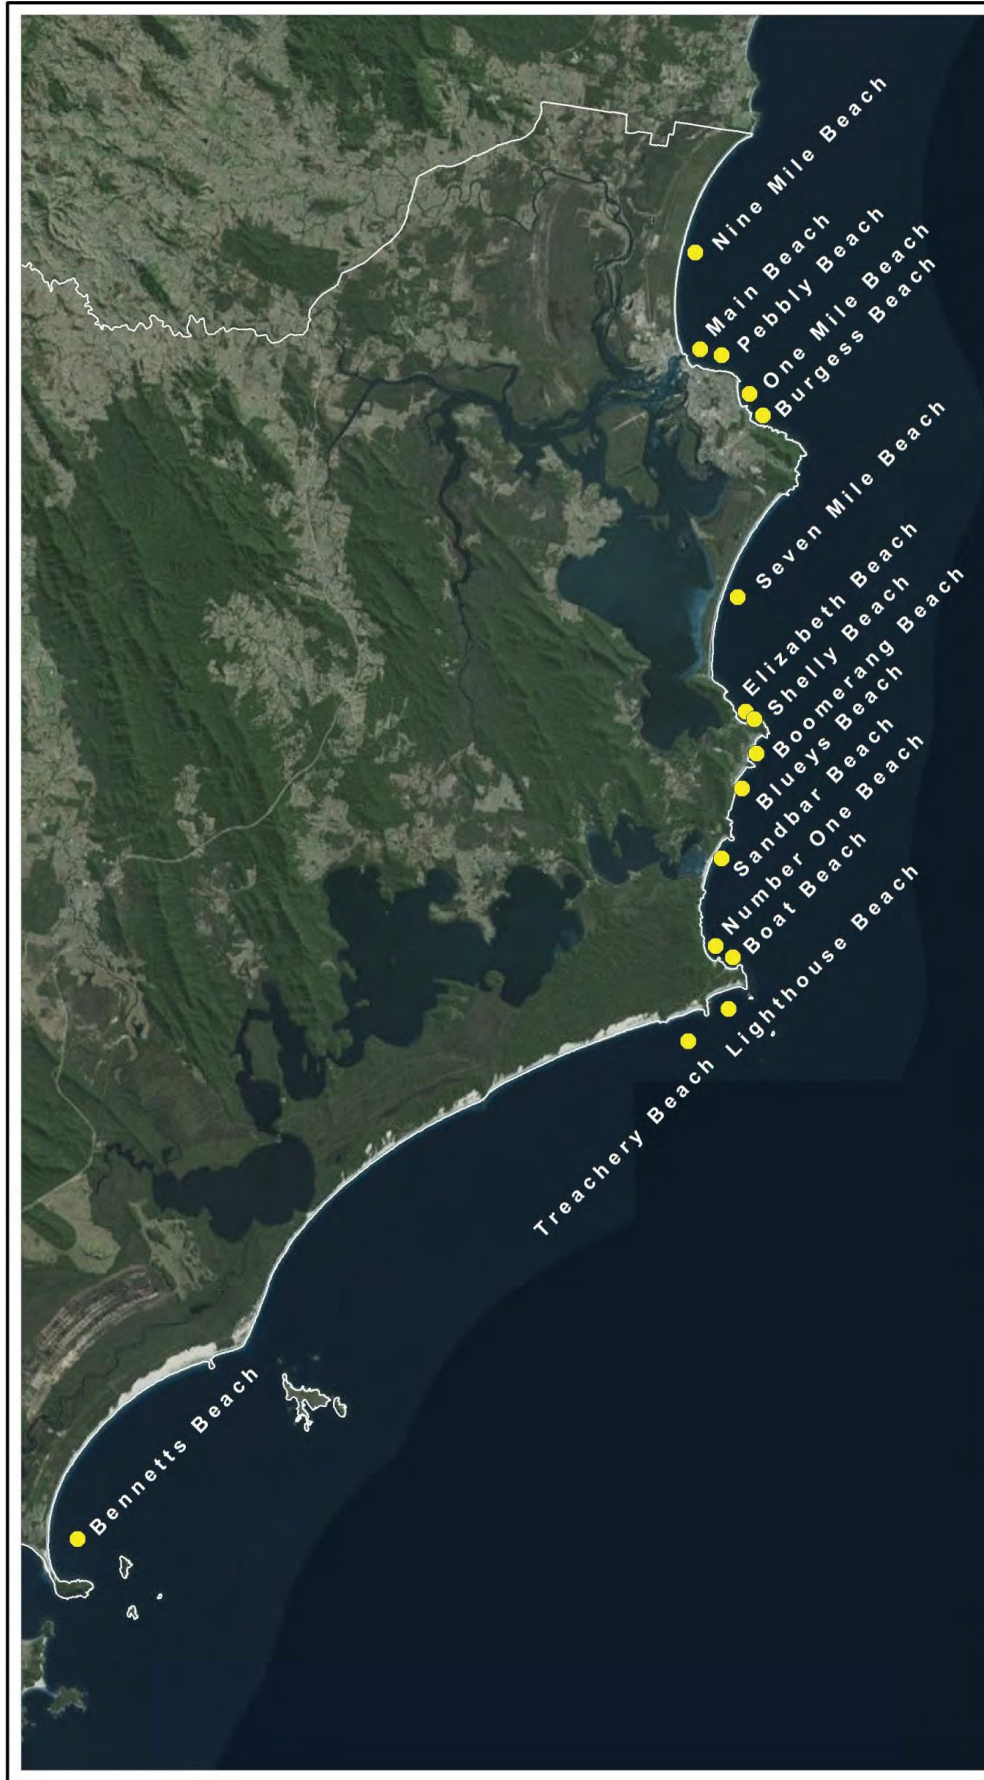 Nine Mile Beach
Main Beach
Pebbly Beach
One Mile Beach
Burgess Beach
Seven Mile Beach
Elizabeth Beach
Shelly Beach
Boomerang Beach
Blueys Beach
Sandbar Beach
Number One Beach
Boat Beach
Lighthouse Beach
Treachery Beach
Bennetts Beach